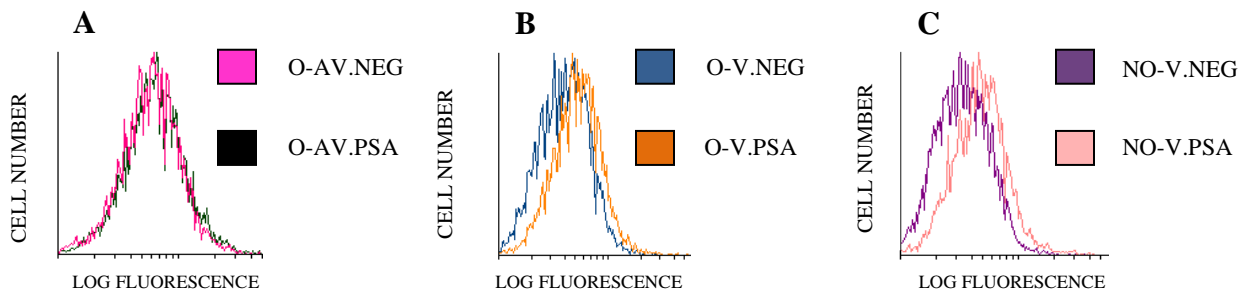 A
CELL NUMBER
O-AV.NEG
O-AV.PSA
LOG FLUORESCENCE
B
CELL NUMBER
O-V.NEG
O-V.PSA
LOG FLUORESCENCE
C
CELL NUMBER
NO-V.NEG
NO-V.PSA
LOG FLUORESCENCE